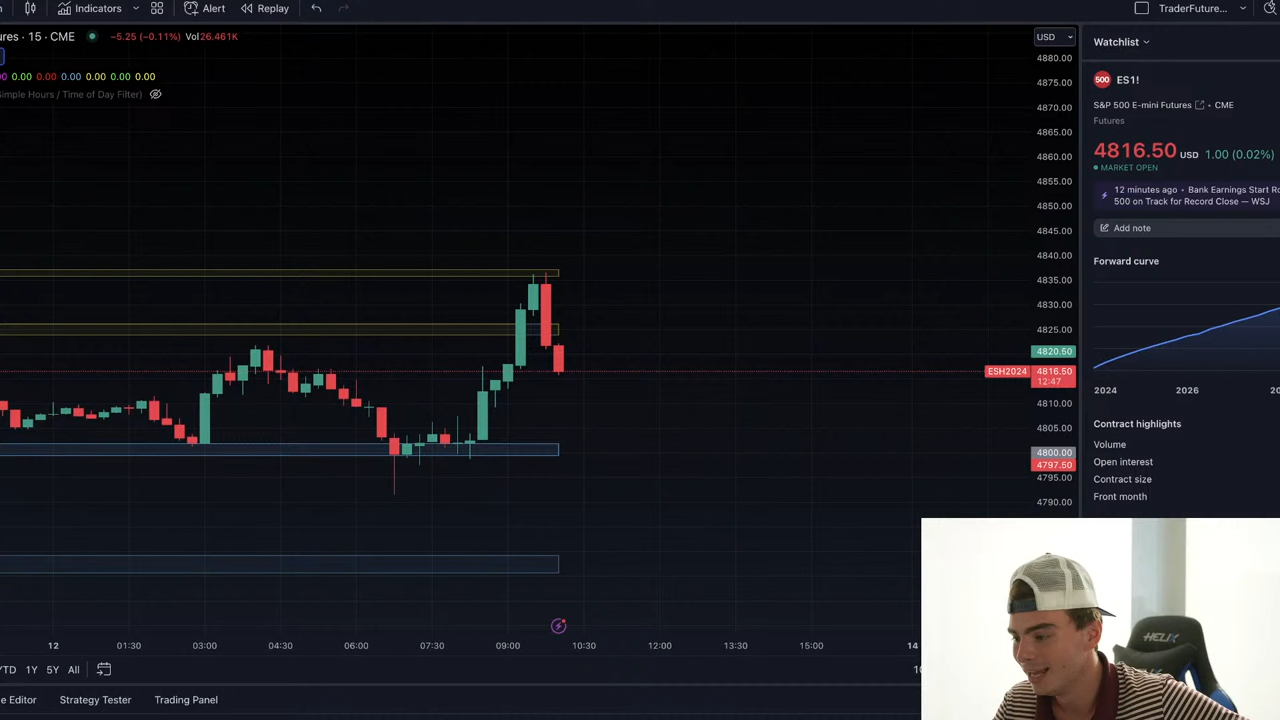 Indicators Alert Replay TraderFuture...
ures · 15 · CME −5.25 (−0.11%) Vol26.461K
USD
Watchlist
0.00 0.00 0.00 0.00 0.00 0.00
imple Hours / Time of Day Filter)
4880.00
4875.00
4870.00
4865.00
4860.00
4855.00
4850.00
4845.00
4840.00
4835.00
4830.00
4825.00
4820.50
ESH2024 4816.50
12:47
4810.00
4805.00
4800.00
4797.50
4795.00
4790.00
500 ES1!
S&P 500 E-mini Futures • CME
Futures
4816.50 USD 1.00 (0.02%)
MARKET OPEN
12 minutes ago • Bank Earnings Start Ro
500 on Track for Record Close — WSJ
Add note
Forward curve
2024 2026 20
Contract highlights
Volume
Open interest
Contract size
Front month
12 01:30 03:00 04:30 06:00 07:30 09:00 10:30 12:00 13:30 15:00 14
YTD 1Y 5Y All
e Editor Strategy Tester Trading Panel
HELIX